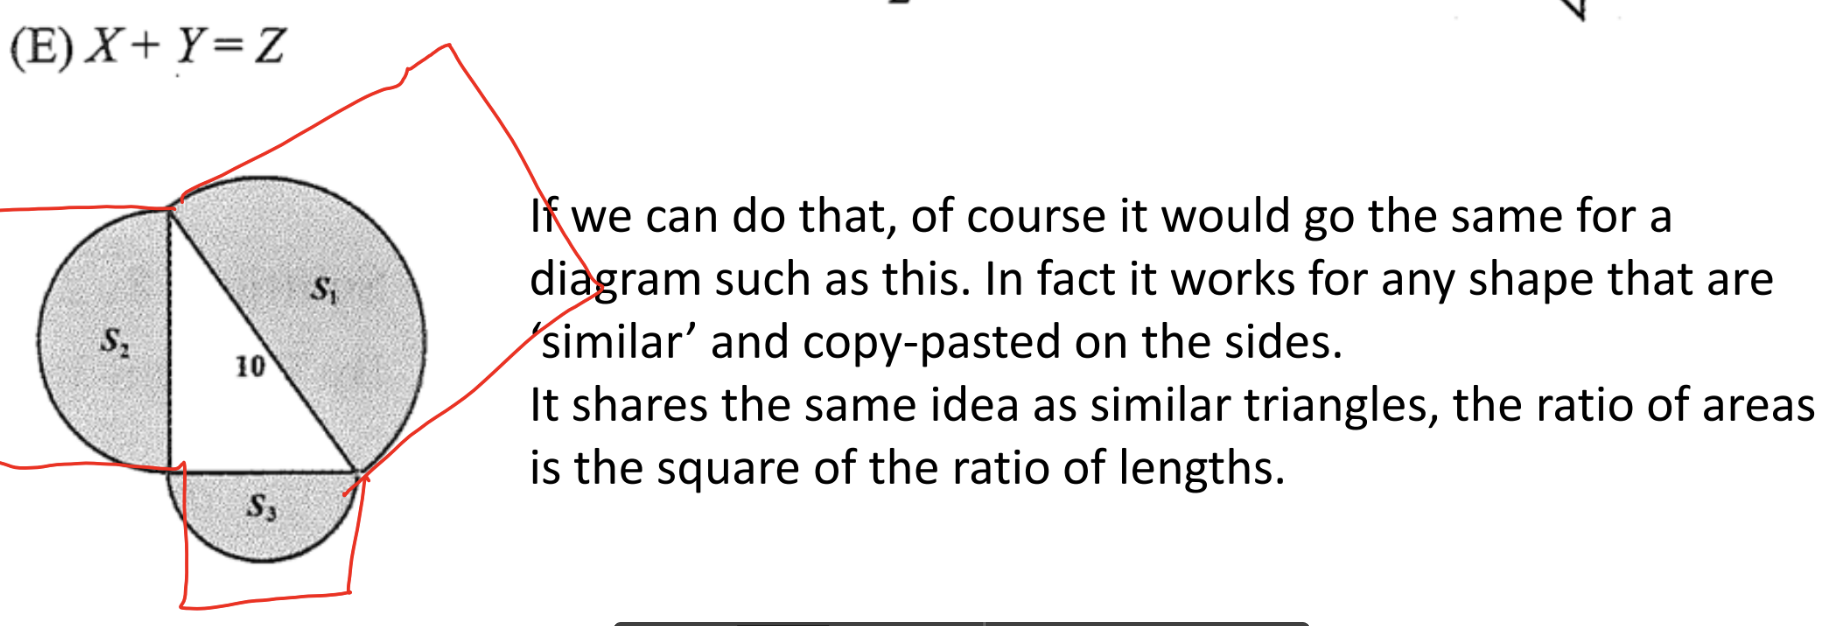 (E) X + Y = Z
If we can do that, of course it would go the same for a
diagram such as this. In fact it works for any shape that are
‘similar’ and copy-pasted on the sides.
It shares the same idea as similar triangles, the ratio of areas
is the square of the ratio of lengths.
S₁
S₂
10
S₃